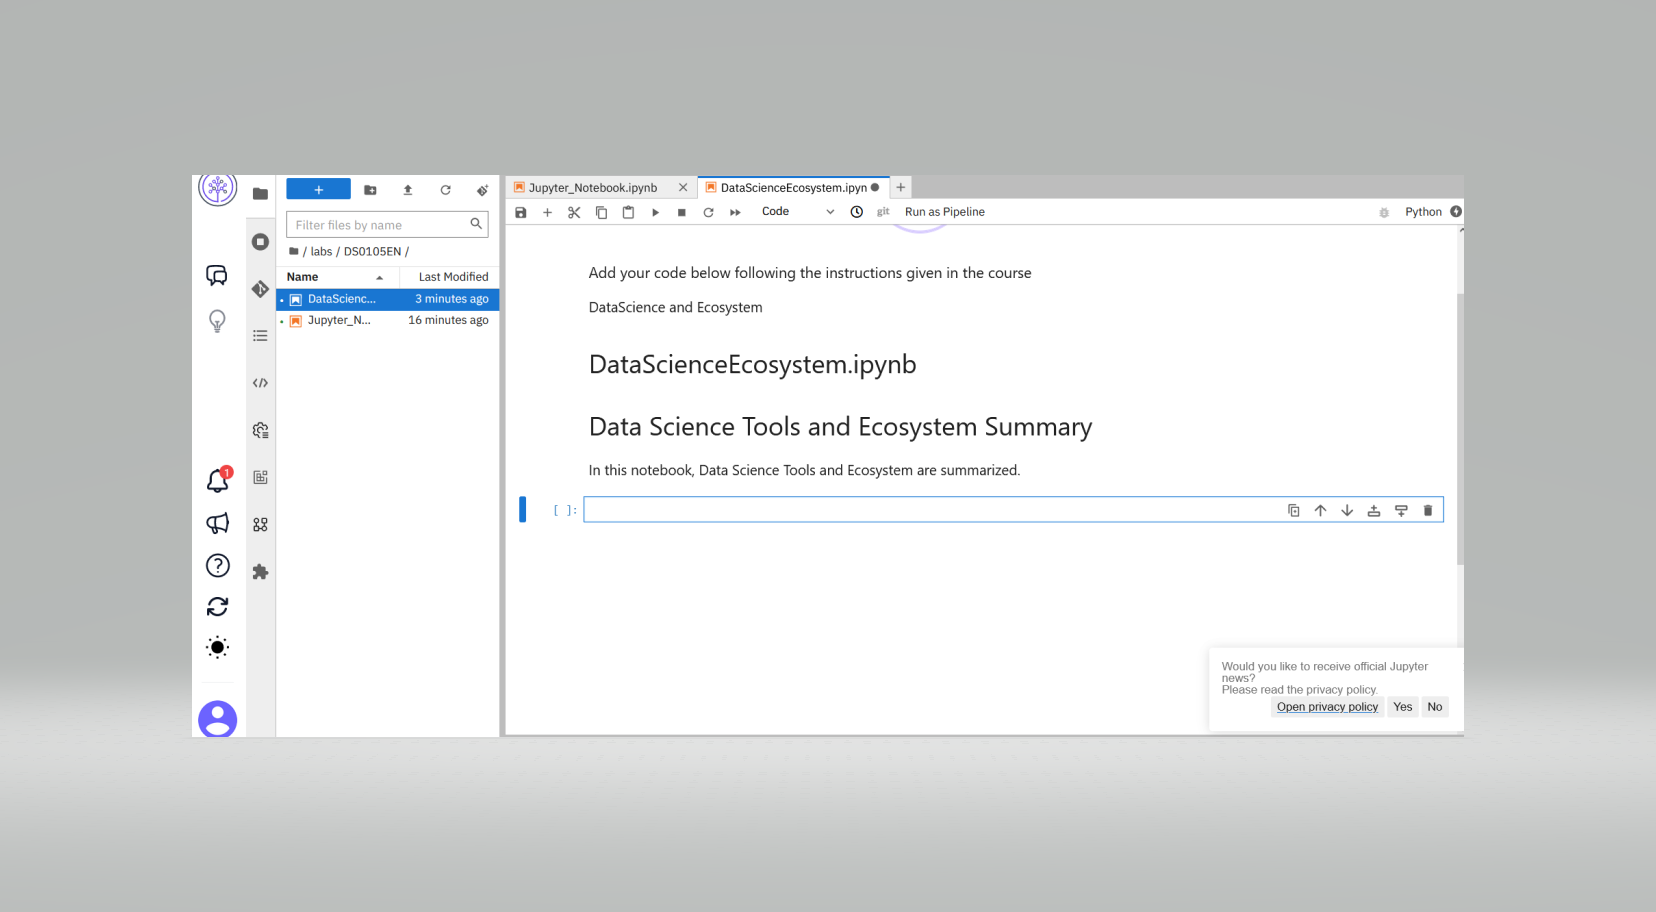 Jupyter_Notebook.ipynb
DataScienceEcosystem.ipyn
Filter files by name
Code
git
Run as Pipeline
Python
/ labs / DS0105EN /
Name
Last Modified
DataScienc...
3 minutes ago
Jupyter_N...
16 minutes ago
Add your code below following the instructions given in the course
DataScience and Ecosystem
DataScienceEcosystem.ipynb
Data Science Tools and Ecosystem Summary
In this notebook, Data Science Tools and Ecosystem are summarized.
[ ]:
1
Would you like to receive official Jupyter
news?
Please read the privacy policy.
Open privacy policy
Yes
No